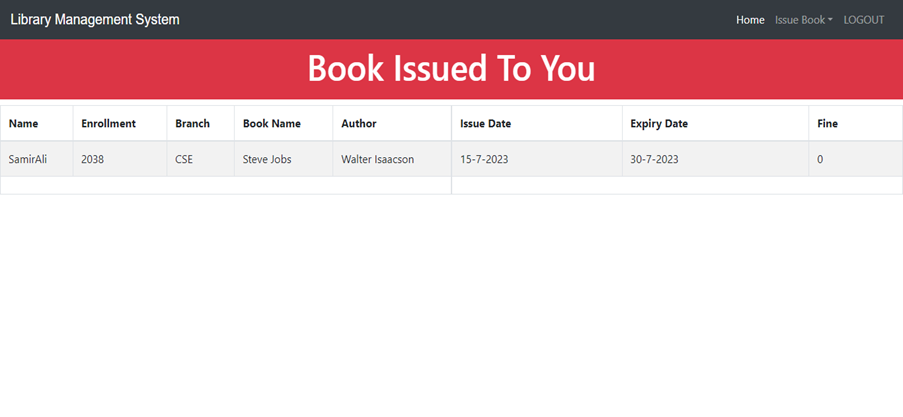 Library Management System Home Issue Book LOGOUT
Book Issued To You
Name Enrollment Branch Book Name Author Issue Date Expiry Date Fine
SamirAli 2038 CSE Steve Jobs Walter Isaacson 15-7-2023 30-7-2023 0